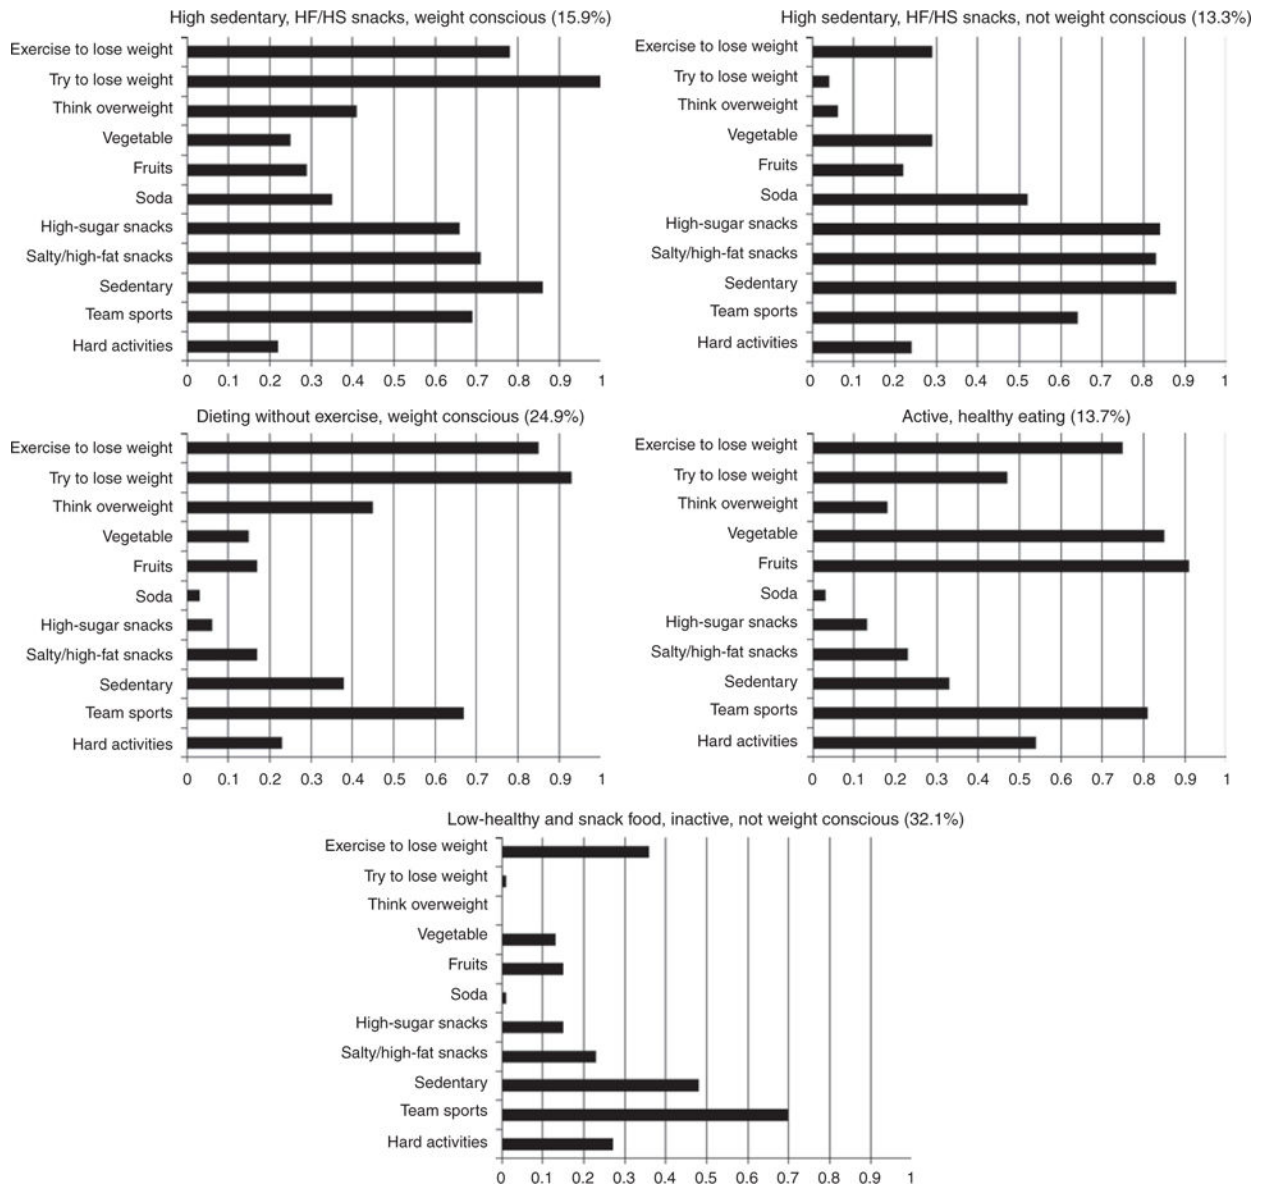 High sedentary, HF/HS snacks, weight conscious (15.9%)
Exercise to lose weight
Try to lose weight
Think overweight
Vegetable
Fruits
Soda
High-sugar snacks
Salty/high-fat snacks
Sedentary
Team sports
Hard activities
0 0.1 0.2 0.3 0.4 0.5 0.6 0.7 0.8 0.9 1
High sedentary, HF/HS snacks, not weight conscious (13.3%)
Exercise to lose weight
Try to lose weight
Think overweight
Vegetable
Fruits
Soda
High-sugar snacks
Salty/high-fat snacks
Sedentary
Team sports
Hard activities
0 0.1 0.2 0.3 0.4 0.5 0.6 0.7 0.8 0.9 1
Dieting without exercise, weight conscious (24.9%)
Exercise to lose weight
Try to lose weight
Think overweight
Vegetable
Fruits
Soda
High-sugar snacks
Salty/high-fat snacks
Sedentary
Team sports
Hard activities
0 0.1 0.2 0.3 0.4 0.5 0.6 0.7 0.8 0.9 1
Active, healthy eating (13.7%)
Exercise to lose weight
Try to lose weight
Think overweight
Vegetable
Fruits
Soda
High-sugar snacks
Salty/high-fat snacks
Sedentary
Team sports
Hard activities
0 0.1 0.2 0.3 0.4 0.5 0.6 0.7 0.8 0.9 1
Low-healthy and snack food, inactive, not weight conscious (32.1%)
Exercise to lose weight
Try to lose weight
Think overweight
Vegetable
Fruits
Soda
High-sugar snacks
Salty/high-fat snacks
Sedentary
Team sports
Hard activities
0 0.1 0.2 0.3 0.4 0.5 0.6 0.7 0.8 0.9 1